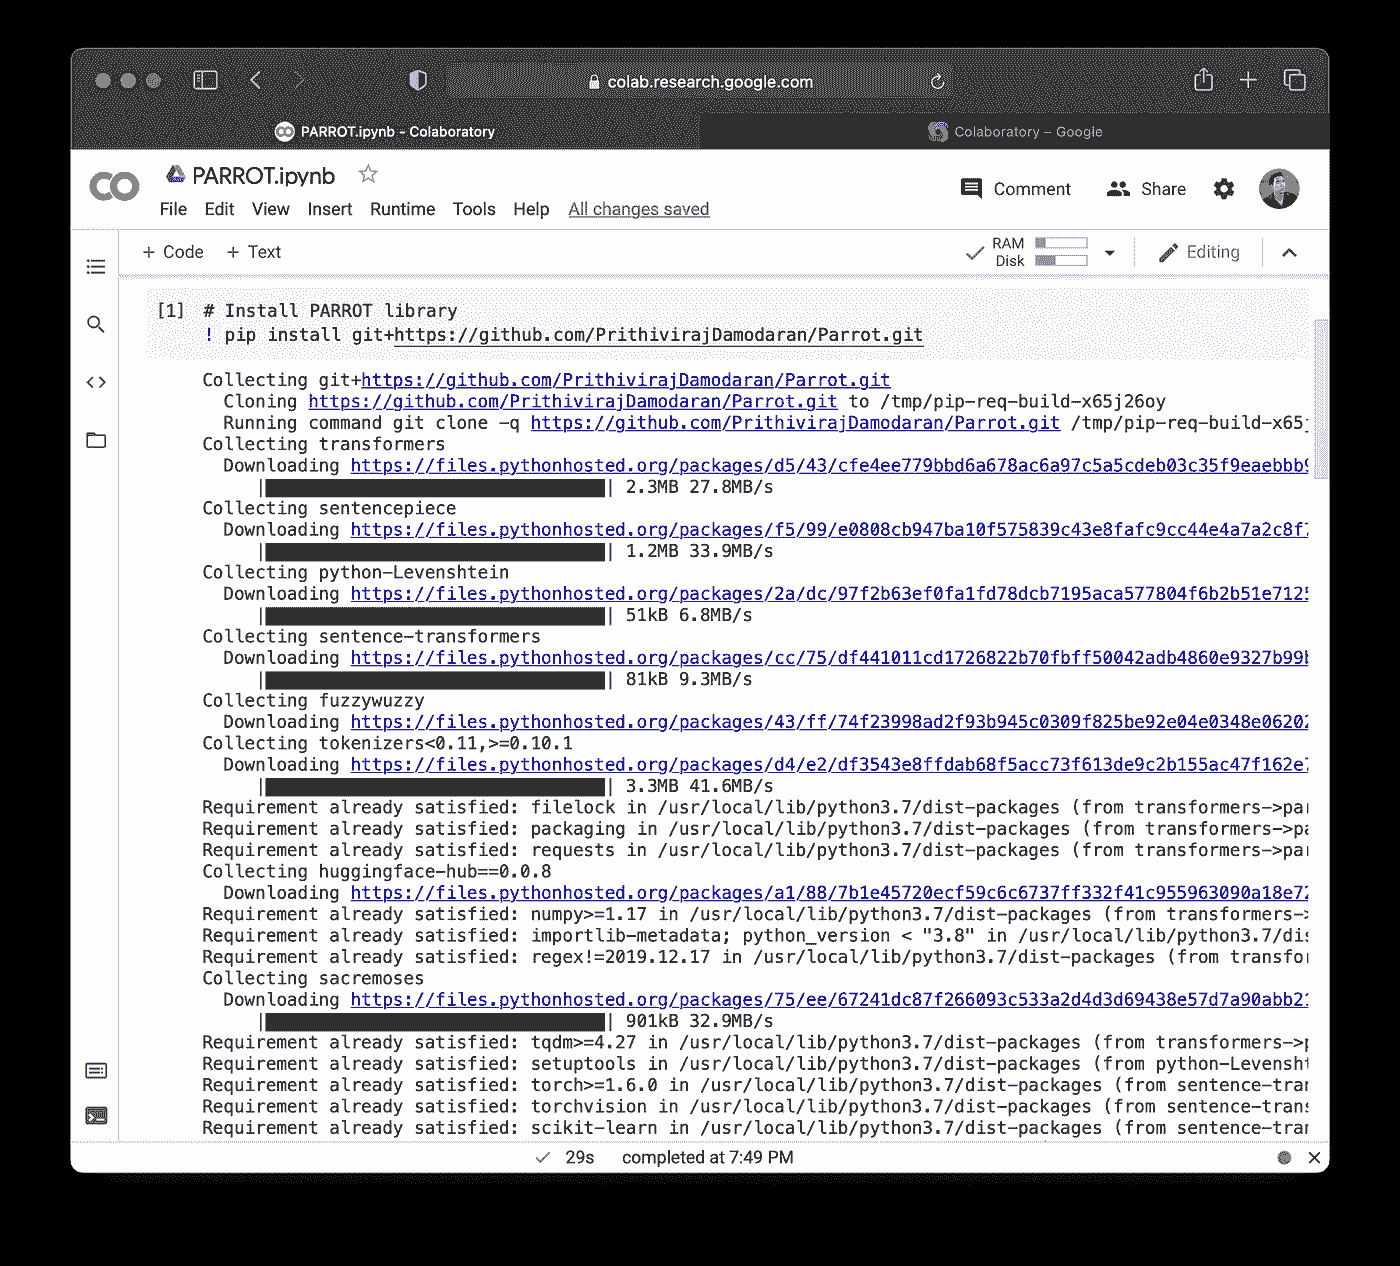 colab.research.google.com
PARROT.ipynb - Colaboratory
Colaboratory – Google
PARROT.ipynb
Comment
Share
File Edit View Insert Runtime Tools Help All changes saved
+ Code + Text
RAM
Disk
Editing
[1] # Install PARROT library
! pip install git+https://github.com/PrithivirajDamodaran/Parrot.git
Collecting git+https://github.com/PrithivirajDamodaran/Parrot.git
Cloning https://github.com/PrithivirajDamodaran/Parrot.git to /tmp/pip-req-build-x65j26oy
Running command git clone -q https://github.com/PrithivirajDamodaran/Parrot.git /tmp/pip-req-build-x65j
Collecting transformers
Downloading https://files.pythonhosted.org/packages/d5/43/cfe4ee779bbd6a678ac6a97c5a5cdeb03c35f9eaebbb9
2.3MB 27.8MB/s
Collecting sentencepiece
Downloading https://files.pythonhosted.org/packages/f5/99/e0808cb947ba10f575839c43e8fafc9cc44e4a7a2c8f7
1.2MB 33.9MB/s
Collecting python-Levenshtein
Downloading https://files.pythonhosted.org/packages/2a/dc/97f2b63ef0fa1fd78dcb7195aca577804f6b2b51e7125
51kB 6.8MB/s
Collecting sentence-transformers
Downloading https://files.pythonhosted.org/packages/cc/75/df441011cd1726822b70fbff50042adb4860e9327b99b
81kB 9.3MB/s
Collecting fuzzywuzzy
Downloading https://files.pythonhosted.org/packages/43/ff/74f23998ad2f93b945c0309f825be92e04e0348e06202
Collecting tokenizers<0.11,>=0.10.1
Downloading https://files.pythonhosted.org/packages/d4/e2/df3543e8ffdab68f5acc73f613de9c2b155ac47f162e7
3.3MB 41.6MB/s
Requirement already satisfied: filelock in /usr/local/lib/python3.7/dist-packages (from transformers->par
Requirement already satisfied: packaging in /usr/local/lib/python3.7/dist-packages (from transformers->pa
Requirement already satisfied: requests in /usr/local/lib/python3.7/dist-packages (from transformers->par
Collecting huggingface-hub==0.0.8
Downloading https://files.pythonhosted.org/packages/a1/88/7b1e45720ecf59c6c6737ff332f41c955963090a18e72
Requirement already satisfied: numpy>=1.17 in /usr/local/lib/python3.7/dist-packages (from transformers->
Requirement already satisfied: importlib-metadata; python_version < "3.8" in /usr/local/lib/python3.7/dis
Requirement already satisfied: regex!=2019.12.17 in /usr/local/lib/python3.7/dist-packages (from transfor
Collecting sacremoses
Downloading https://files.pythonhosted.org/packages/75/ee/67241dc87f266093c533a2d4d3d69438e57d7a90abb21
901kB 32.9MB/s
Requirement already satisfied: tqdm>=4.27 in /usr/local/lib/python3.7/dist-packages (from transformers->p
Requirement already satisfied: setuptools in /usr/local/lib/python3.7/dist-packages (from python-Levensht
Requirement already satisfied: torch>=1.6.0 in /usr/local/lib/python3.7/dist-packages (from sentence-tran
Requirement already satisfied: torchvision in /usr/local/lib/python3.7/dist-packages (from sentence-trans
Requirement already satisfied: scikit-learn in /usr/local/lib/python3.7/dist-packages (from sentence-tran
29s completed at 7:49 PM